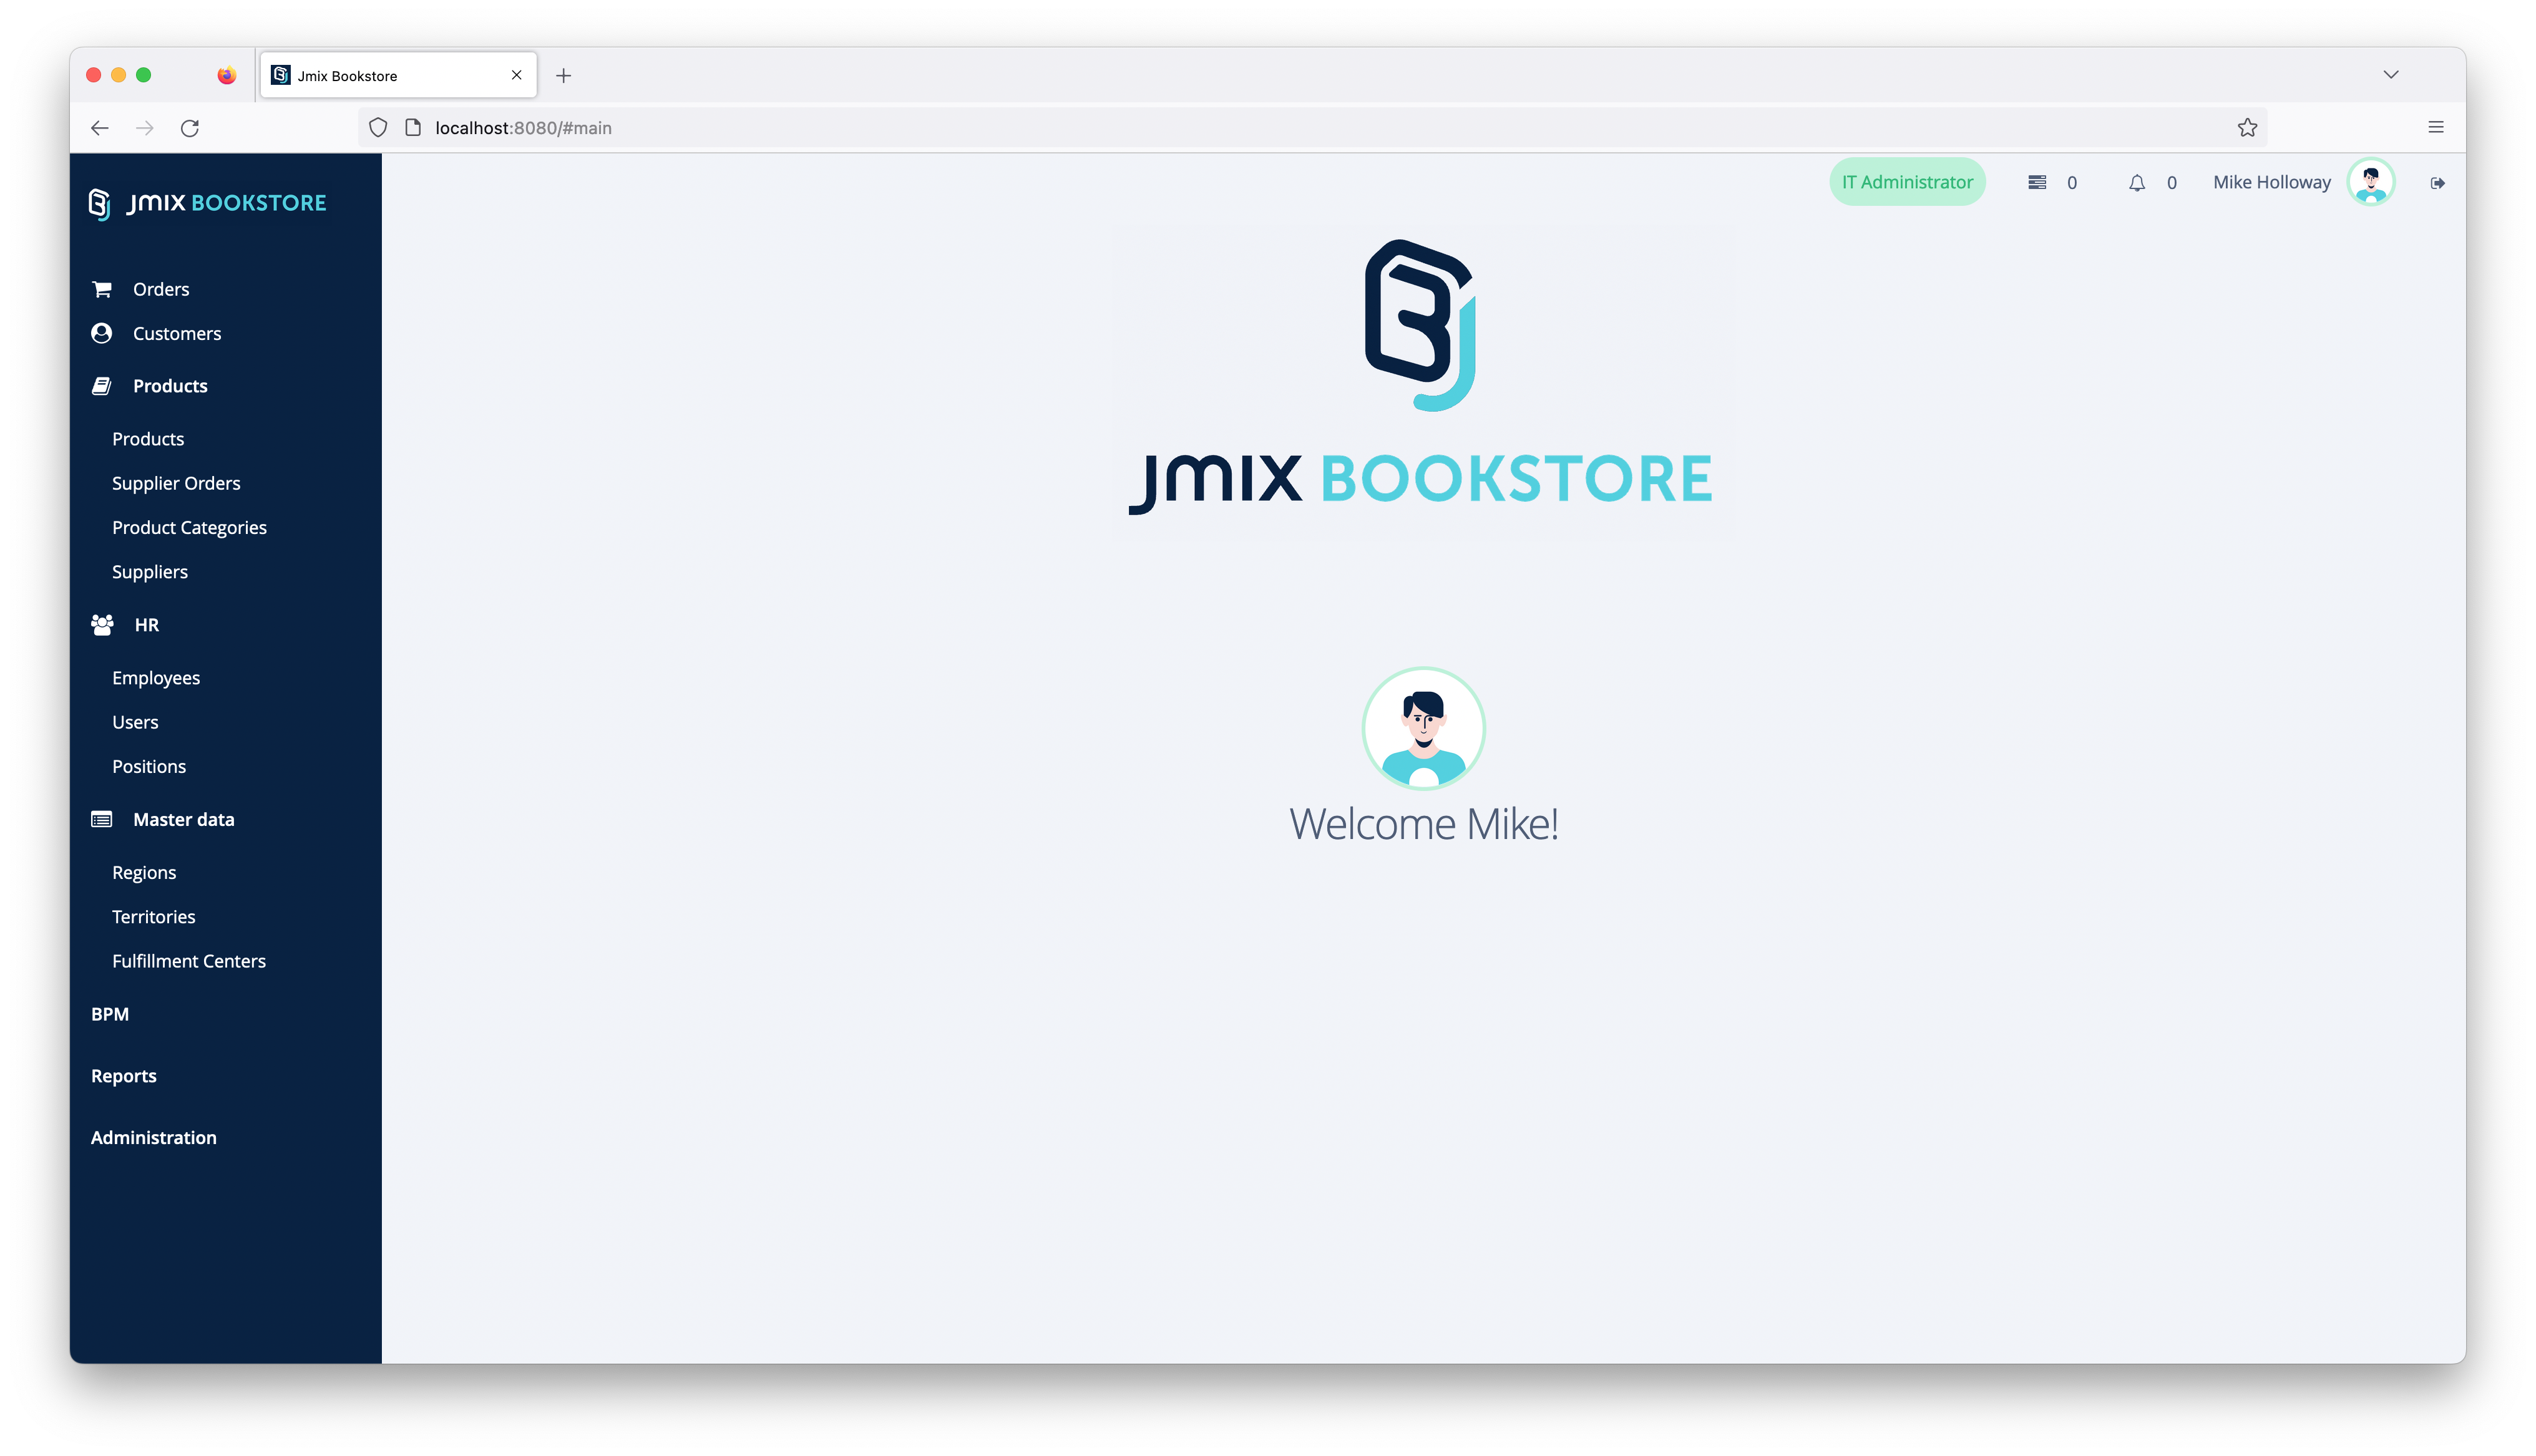 Jmix Bookstore
localhost:8080/#main
JMIX BOOKSTORE
IT Administrator 0 0 Mike Holloway
Orders
Customers
Products
Products
Supplier Orders
Product Categories
Suppliers
HR
Employees
Users
Positions
Master data
Regions
Territories
Fulfillment Centers
BPM
Reports
Administration
JMIX BOOKSTORE
Welcome Mike!